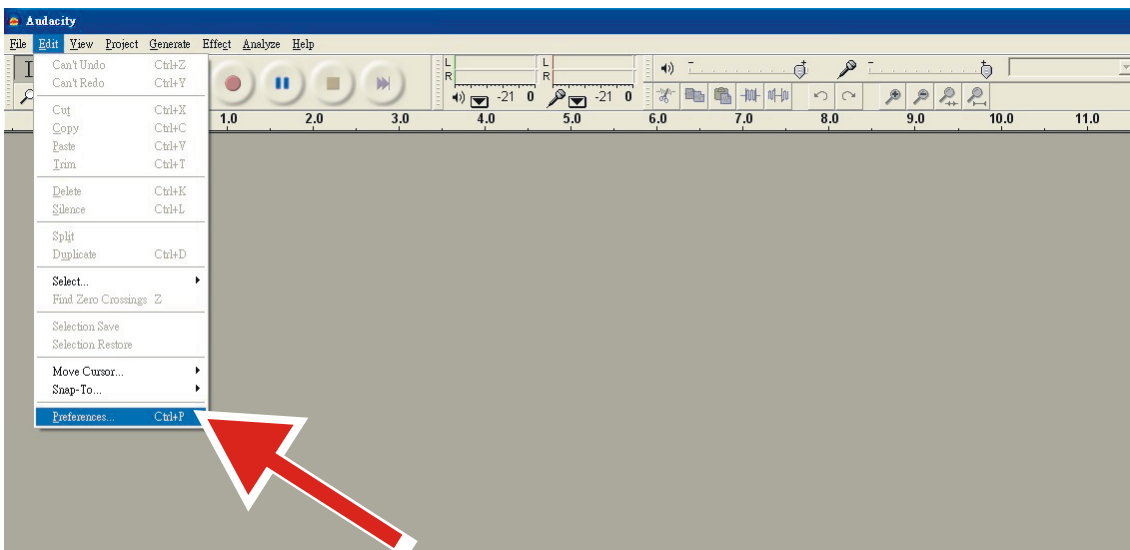 Audacity
File Edit View Project Generate Effect Analyze Help
Can't Undo Ctrl+Z
Can't Redo Ctrl+Y
Cut Ctrl+X
Copy Ctrl+C
Paste Ctrl+V
Trim Ctrl+T
Delete Ctrl+K
Silence Ctrl+L
Split
Duplicate Ctrl+D
Select...
Find Zero Crossings Z
Selection Save
Selection Restore
Move Cursor...
Snap-To...
Preferences... Ctrl+P
L L
R R
-21 0 -21 0
1.0 2.0 3.0 4.0 5.0 6.0 7.0 8.0 9.0 10.0 11.0